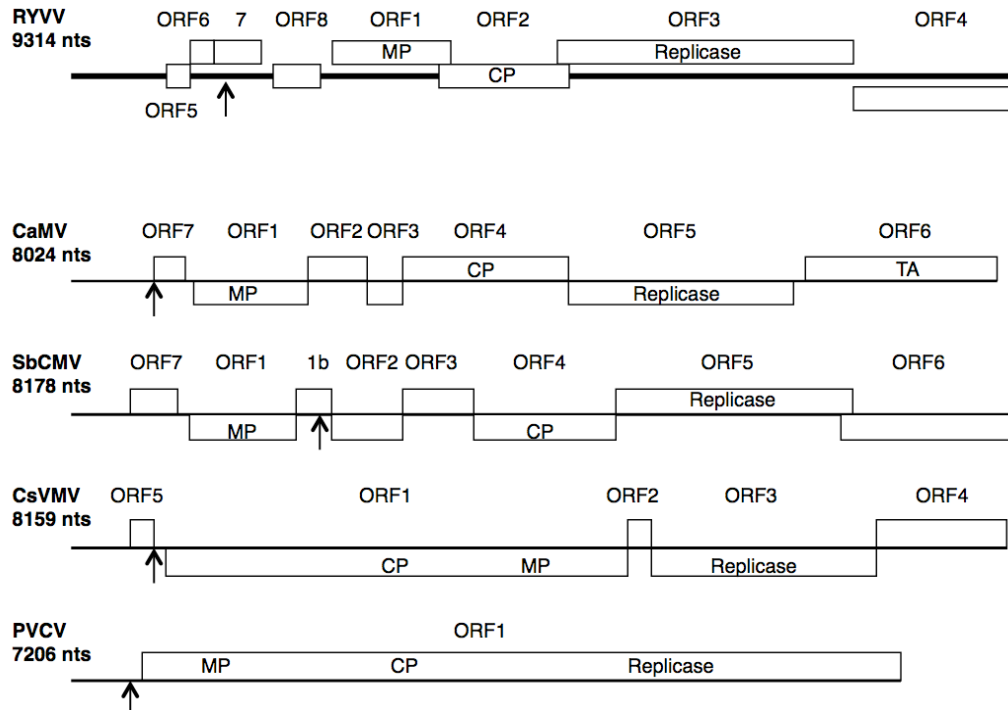 RYVV ORF6 ORF8 ORF1 ORF2 ORF3 ORF4
9314 nts 7 MP Replicase
CP
ORF5
CaMV ORF7 ORF1 ORF2 ORF3 ORF4 ORF5 ORF6
8024 nts
CP TA
MP Replicase
SbCMV ORF7 ORF1 1b ORF2 ORF3 ORF4 ORF5 ORF6
8178 nts
Replicase
MP CP
CsVMV ORF5 ORF1 ORF2 ORF3 ORF4
8159 nts
CP MP Replicase
PVCV ORF1
7206 nts
MP CP Replicase